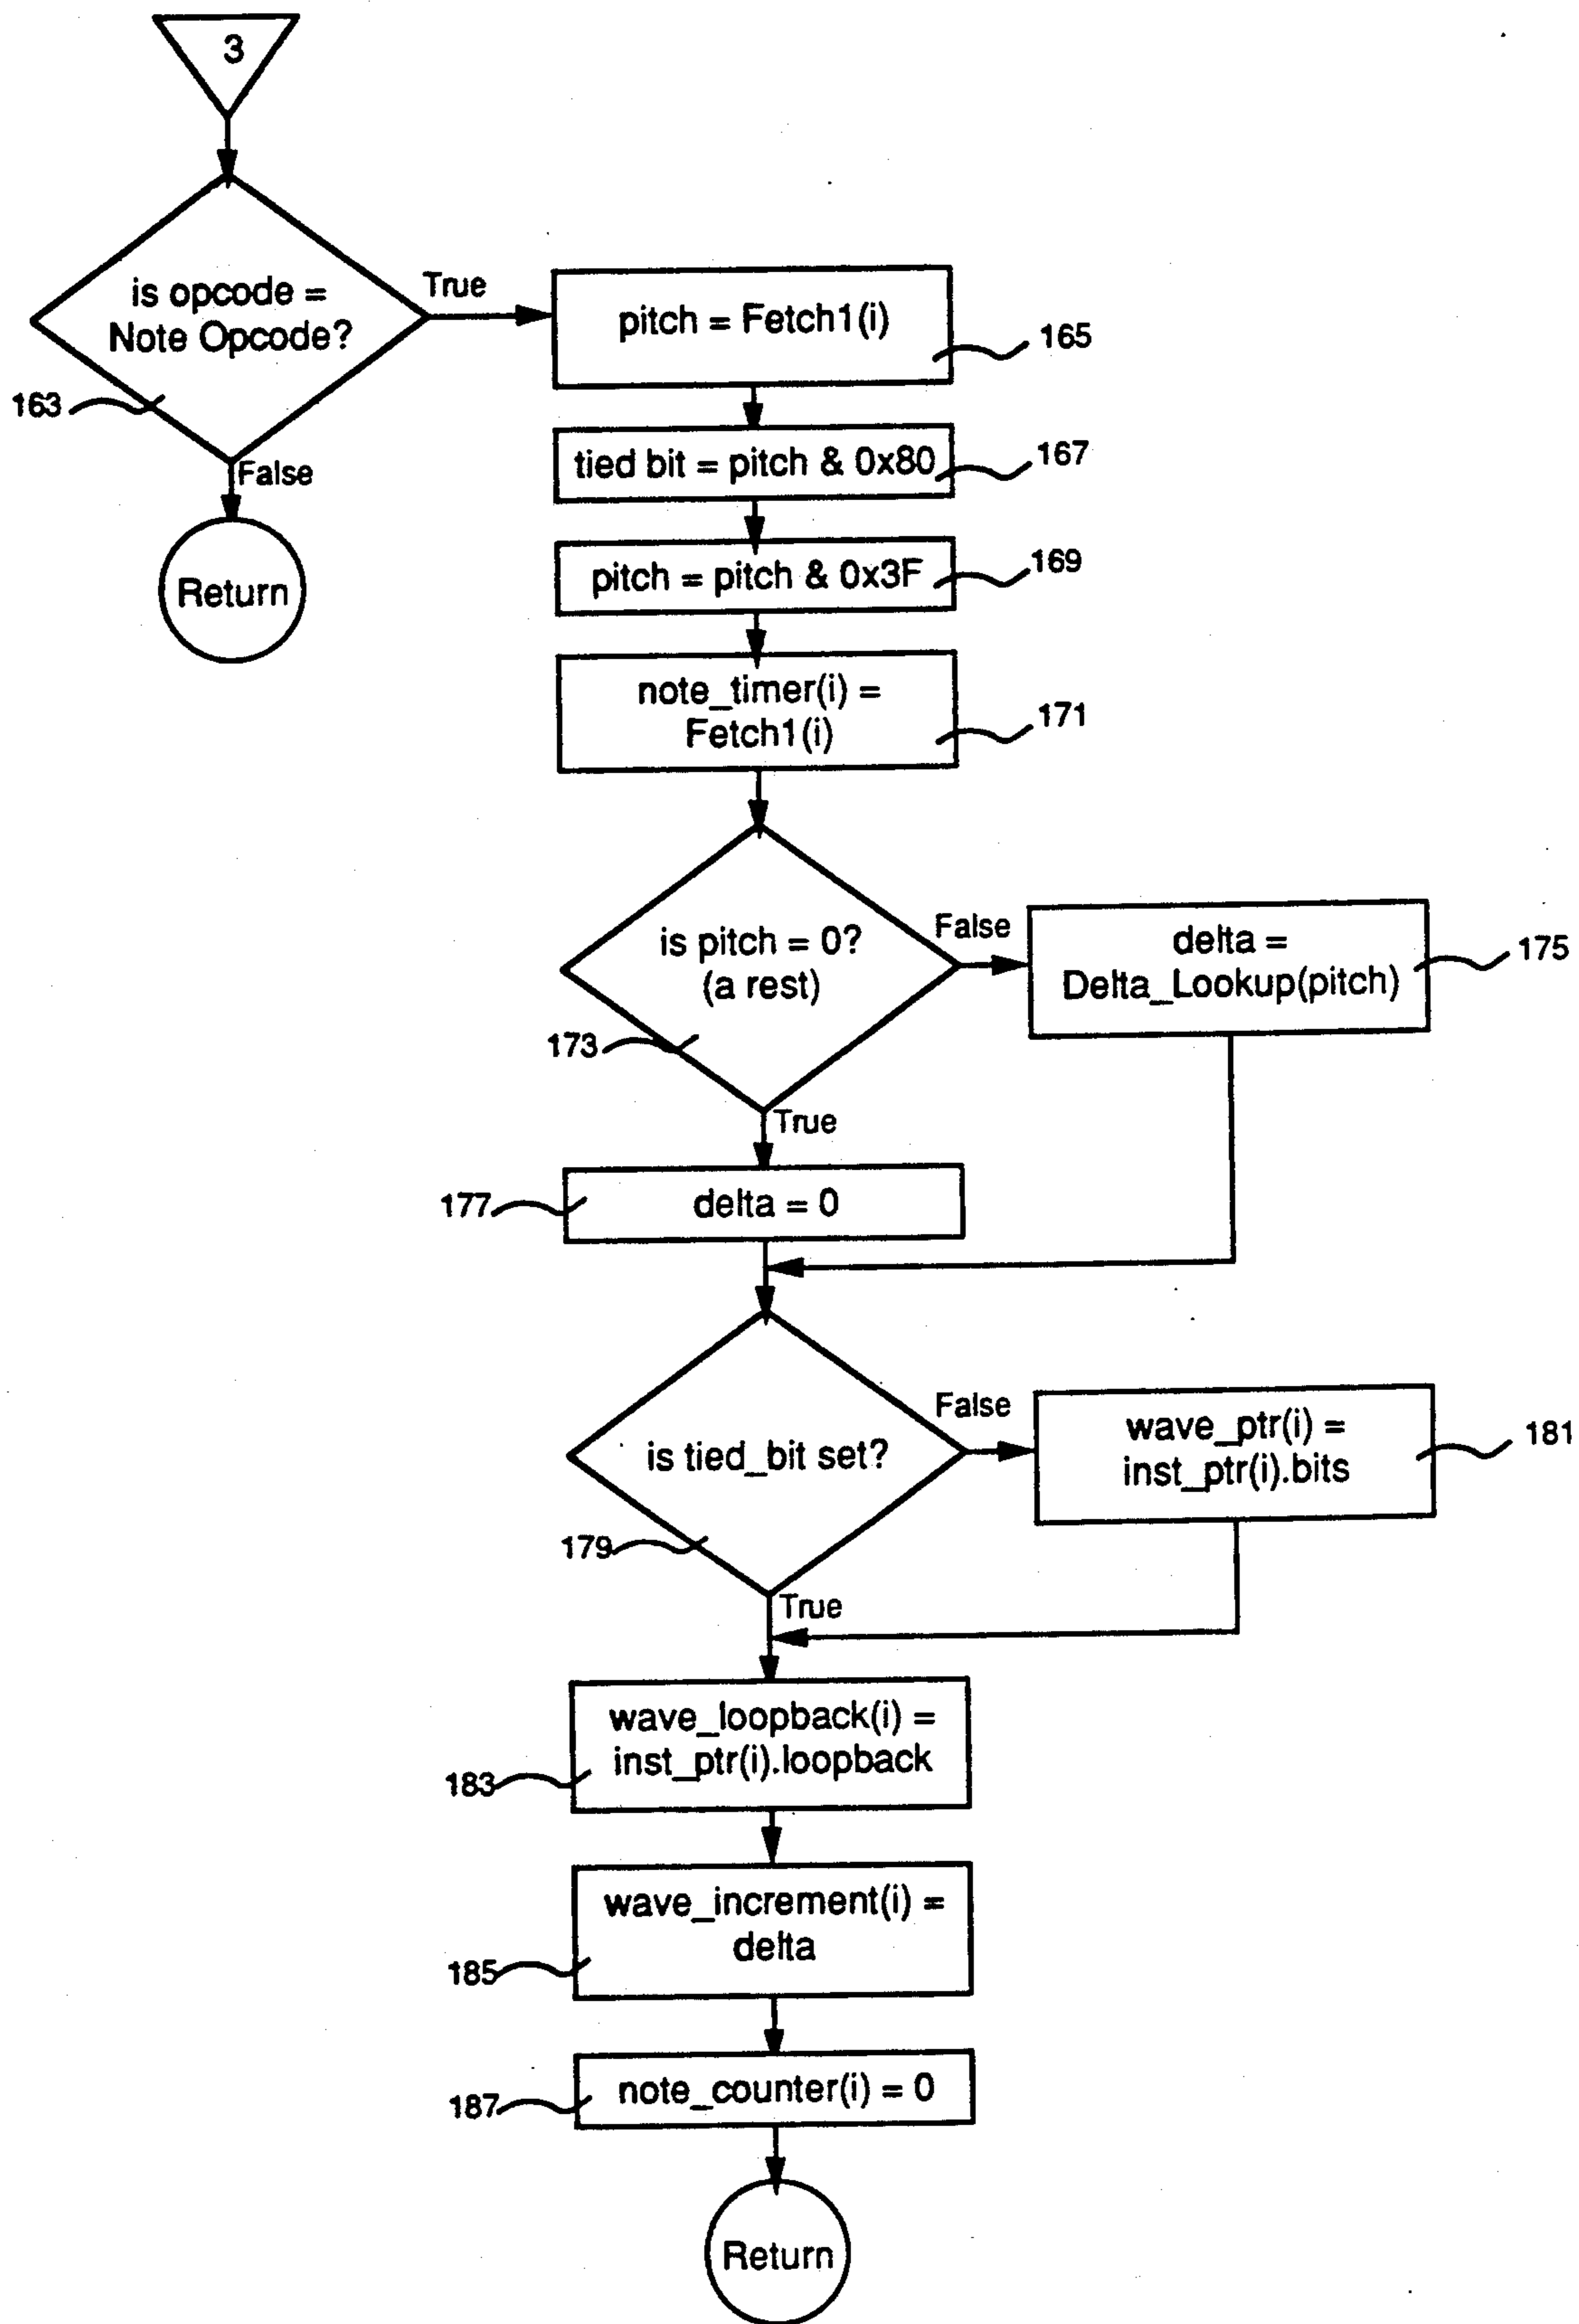 3
is opcode =
Note Opcode?
163
True
False
Return
pitch = Fetch1(i)
165
tied bit = pitch & 0x80
167
pitch = pitch & 0x3F
169
note_timer(i) =
Fetch1(i)
171
is pitch = 0?
(a rest)
173
False
delta =
Delta_Lookup(pitch)
175
True
delta = 0
177
is tied_bit set?
179
False
wave_ptr(i) =
inst_ptr(i).bits
181
True
wave_loopback(i) =
inst_ptr(i).loopback
183
wave_increment(i) =
delta
185
note_counter(i) = 0
187
Return